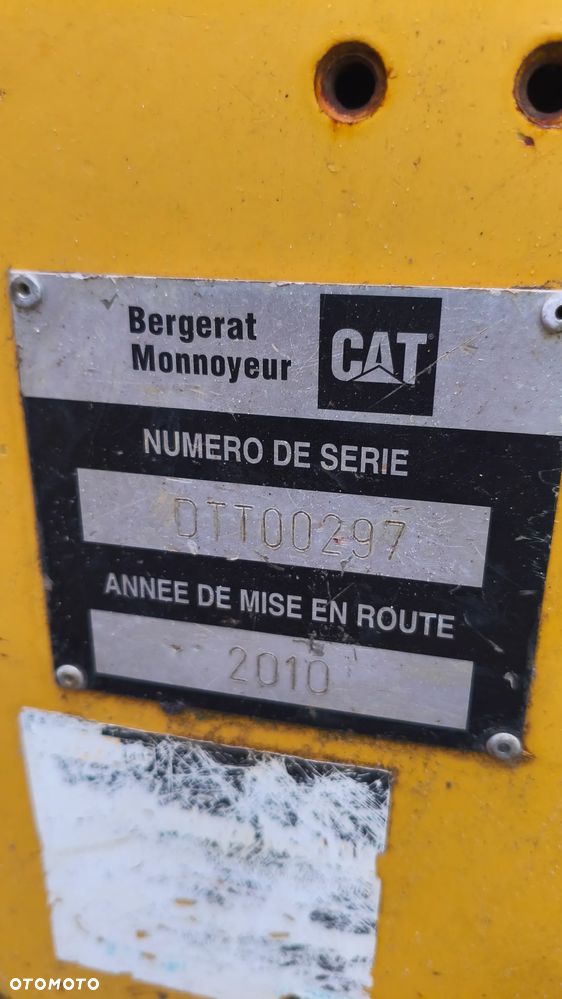 Bergerat
Monnoyeur
CAT
NUMERO DE SERIE
DTT00297
ANNEE DE MISE EN ROUTE
2010
OTOMOTO